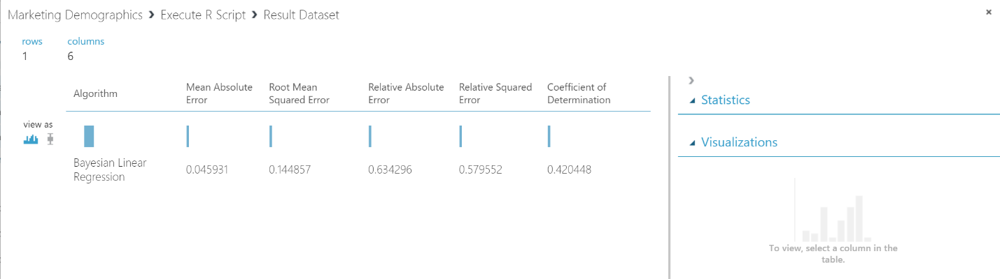 Marketing Demographics › Execute R Script › Result Dataset
rows columns
1 6
Algorithm
Mean Absolute
Error
Root Mean
Squared Error
Relative Absolute
Error
Relative Squared
Error
Coefficient of
Determination
view as
Bayesian Linear
Regression
0.045931
0.144857
0.634296
0.579552
0.420448
Statistics
Visualizations
To view, select a column in the
table.